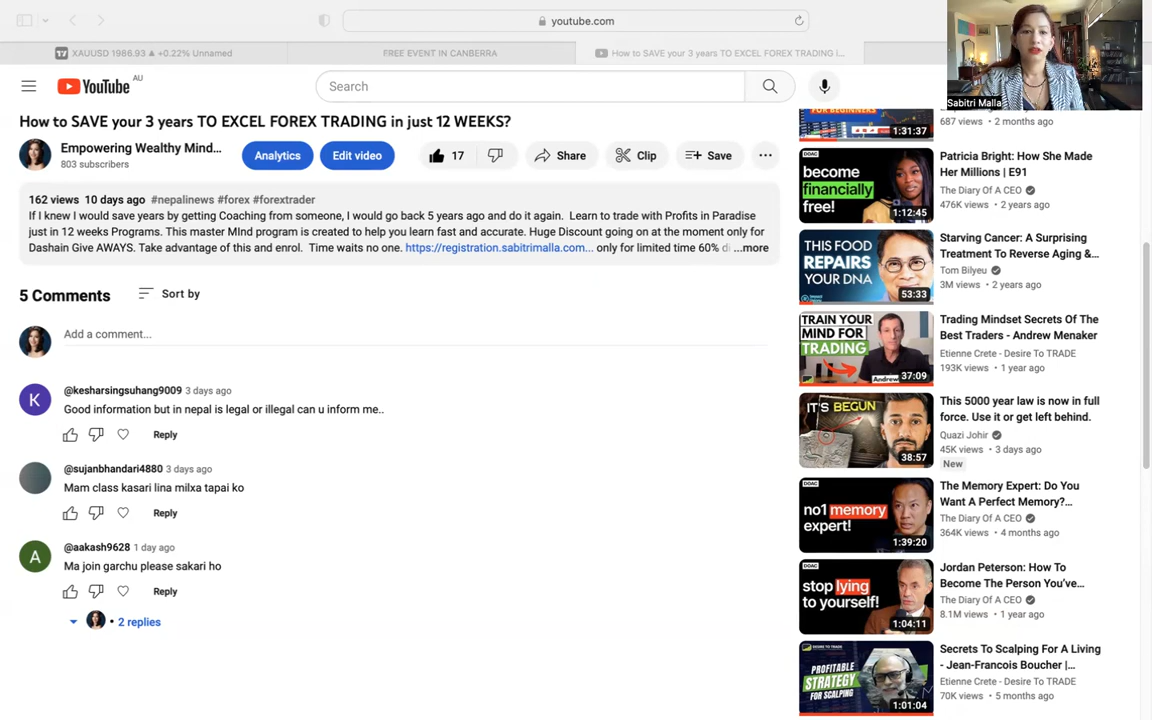 youtube.com
XAUUSD 1986.93 ▲ +0.22% Unnamed
FREE EVENT IN CANBERRA
How to SAVE your 3 years TO EXCEL FOREX TRADING i...
Sabitri Malla
YouTube AU
Search
How to SAVE your 3 years TO EXCEL FOREX TRADING in just 12 WEEKS?
Empowering Wealthy Mind...
803 subscribers
Analytics
Edit video
17
Share
Clip
Save
162 views 10 days ago #nepalinews #forex #forextrader
If I knew I would save years by getting Coaching from someone, I would go back 5 years ago and do it again. Learn to trade with Profits in Paradise
just in 12 weeks Programs. This master MInd program is created to help you learn fast and accurate. Huge Discount going on at the moment only for
Dashain Give AWAYS. Take advantage of this and enrol. Time waits no one. https://registration.sabitrimalla.com... only for limited time 60% di ...more
5 Comments
Sort by
Add a comment...
K
@kesharsingsuhang9009 3 days ago
Good information but in nepal is legal or illegal can u inform me..
Reply
@sujanbhandari4880 3 days ago
Mam class kasari lina milxa tapai ko
Reply
A
@aakash9628 1 day ago
Ma join garchu please sakari ho
Reply
2 replies
FOR BEGINNERS
1:31:37
687 views • 2 months ago
DOAC
become
financially
free!
1:12:45
Patricia Bright: How She Made
Her Millions | E91
The Diary Of A CEO
476K views • 2 years ago
THIS FOOD
REPAIRS
YOUR DNA
53:33
Starving Cancer: A Surprising
Treatment To Reverse Aging &...
Tom Bilyeu
3M views • 2 years ago
TRAIN YOUR
MIND FOR
TRADING
Andrew
37:09
Trading Mindset Secrets Of The
Best Traders - Andrew Menaker
Etienne Crete - Desire To TRADE
193K views • 1 year ago
IT'S BEGUN
38:57
This 5000 year law is now in full
force. Use it or get left behind.
Quazi Johir
45K views • 3 days ago
New
DOAC
no1 memory
expert!
1:39:20
The Memory Expert: Do You
Want A Perfect Memory?...
The Diary Of A CEO
364K views • 4 months ago
DOAC
stop lying
to yourself!
1:04:11
Jordan Peterson: How To
Become The Person You've...
The Diary Of A CEO
8.1M views • 1 year ago
DESIRE TO TRADE
PROFITABLE
STRATEGY
FOR SCALPING
1:01:04
Secrets To Scalping For A Living
- Jean-Francois Boucher |...
Etienne Crete - Desire To TRADE
70K views • 5 months ago